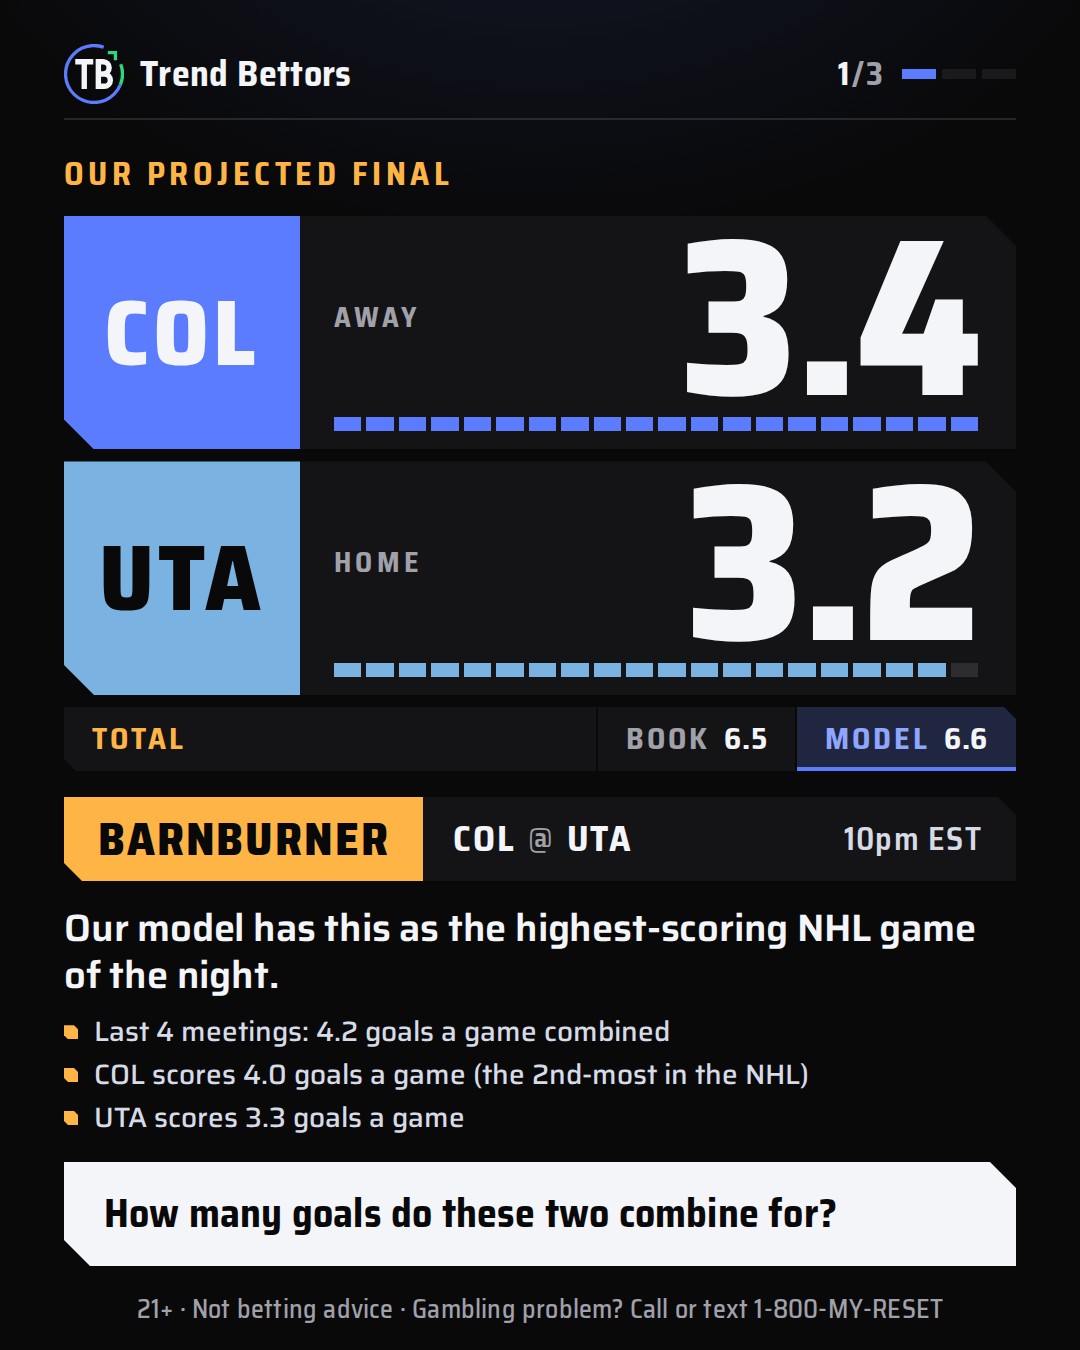 TB Trend Bettors
1/3
OUR PROJECTED FINAL
COL
AWAY
3.4
UTA
HOME
3.2
TOTAL BOOK 6.5 MODEL 6.6
BARNBURNER COL @ UTA 10pm EST
Our model has this as the highest-scoring NHL game
of the night.
Last 4 meetings: 4.2 goals a game combined
COL scores 4.0 goals a game (the 2nd-most in the NHL)
UTA scores 3.3 goals a game
How many goals do these two combine for?
21+ · Not betting advice · Gambling problem? Call or text 1-800-MY-RESET